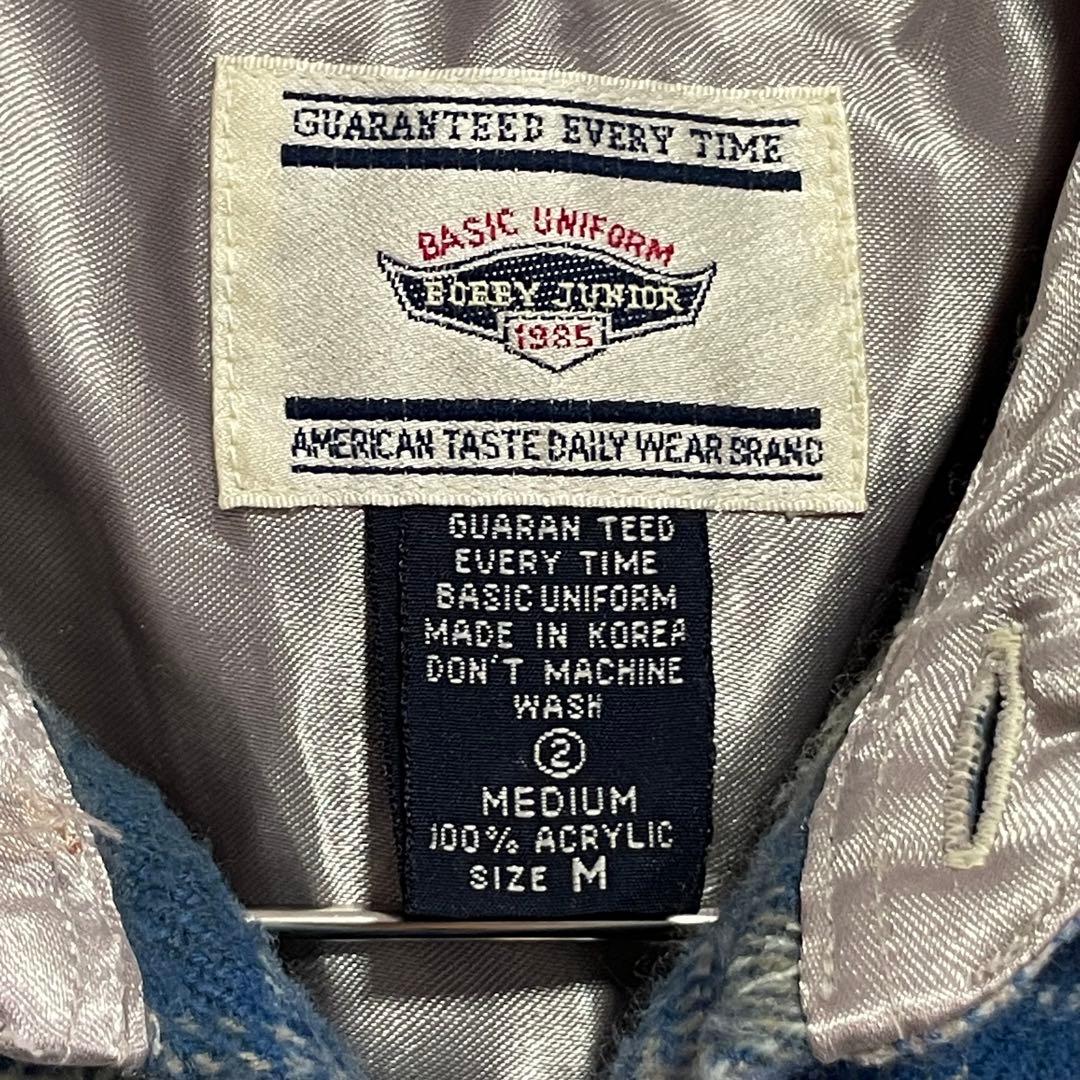 GUARANTEED EVERY TIME
BASIC UNIFORM
BOBBY JUNIOR
1985
AMERICAN TASTE DAILY WEAR BRAND
GUARAN TEED
EVERY TIME
BASIC UNIFORM
MADE IN KOREA
DON'T MACHINE
WASH
②
MEDIUM
100% ACRYLIC
SIZE M